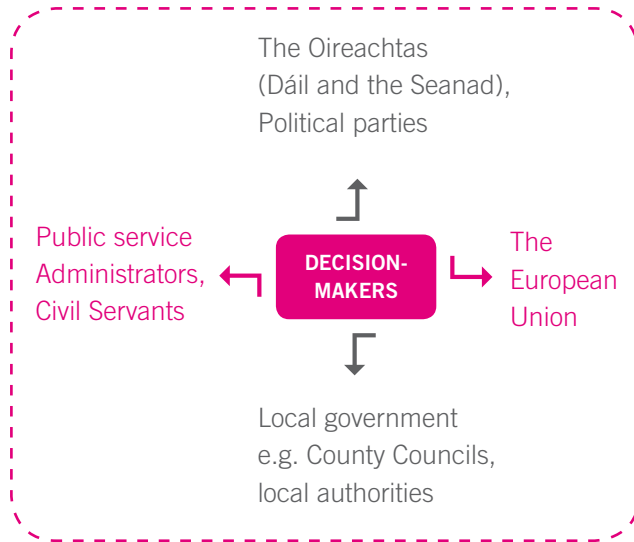 The Oireachtas
(Dáil and the Seanad),
Political parties
Public service
Administrators,
Civil Servants
DECISION-
MAKERS
The
European
Union
Local government
e.g. County Councils,
local authorities